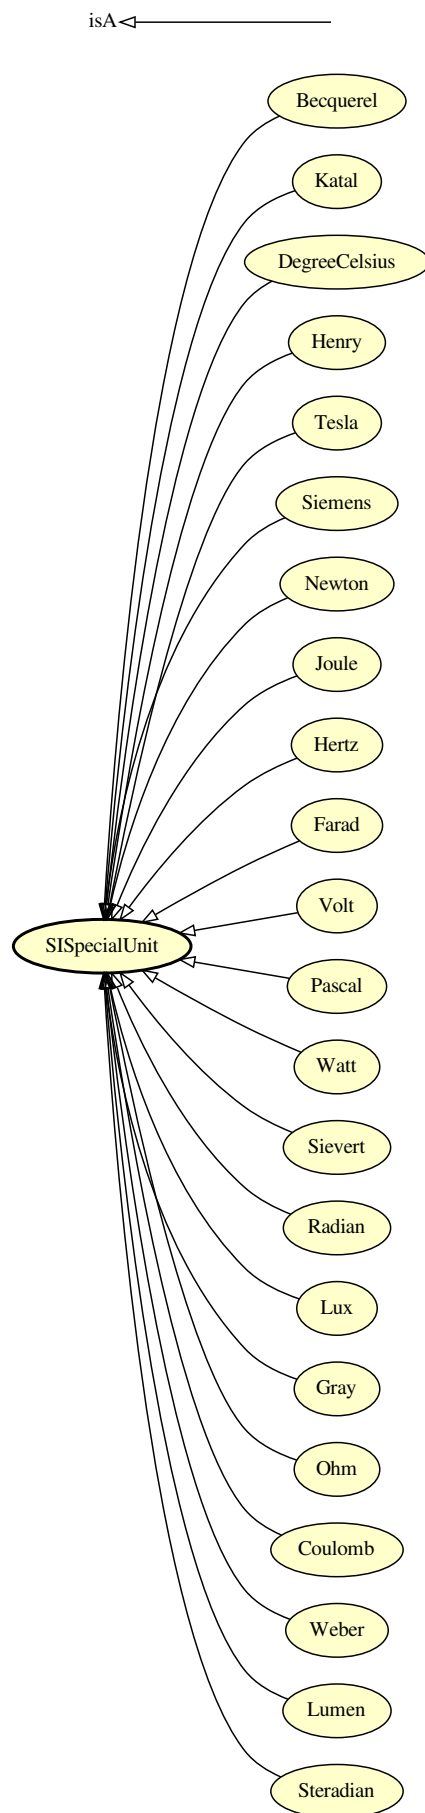 isA
Becquerel
Katal
DegreeCelsius
Henry
Tesla
Siemens
Newton
Joule
Hertz
Farad
Volt
SISpecialUnit
Pascal
Watt
Sievert
Radian
Lux
Gray
Ohm
Coulomb
Weber
Lumen
Steradian